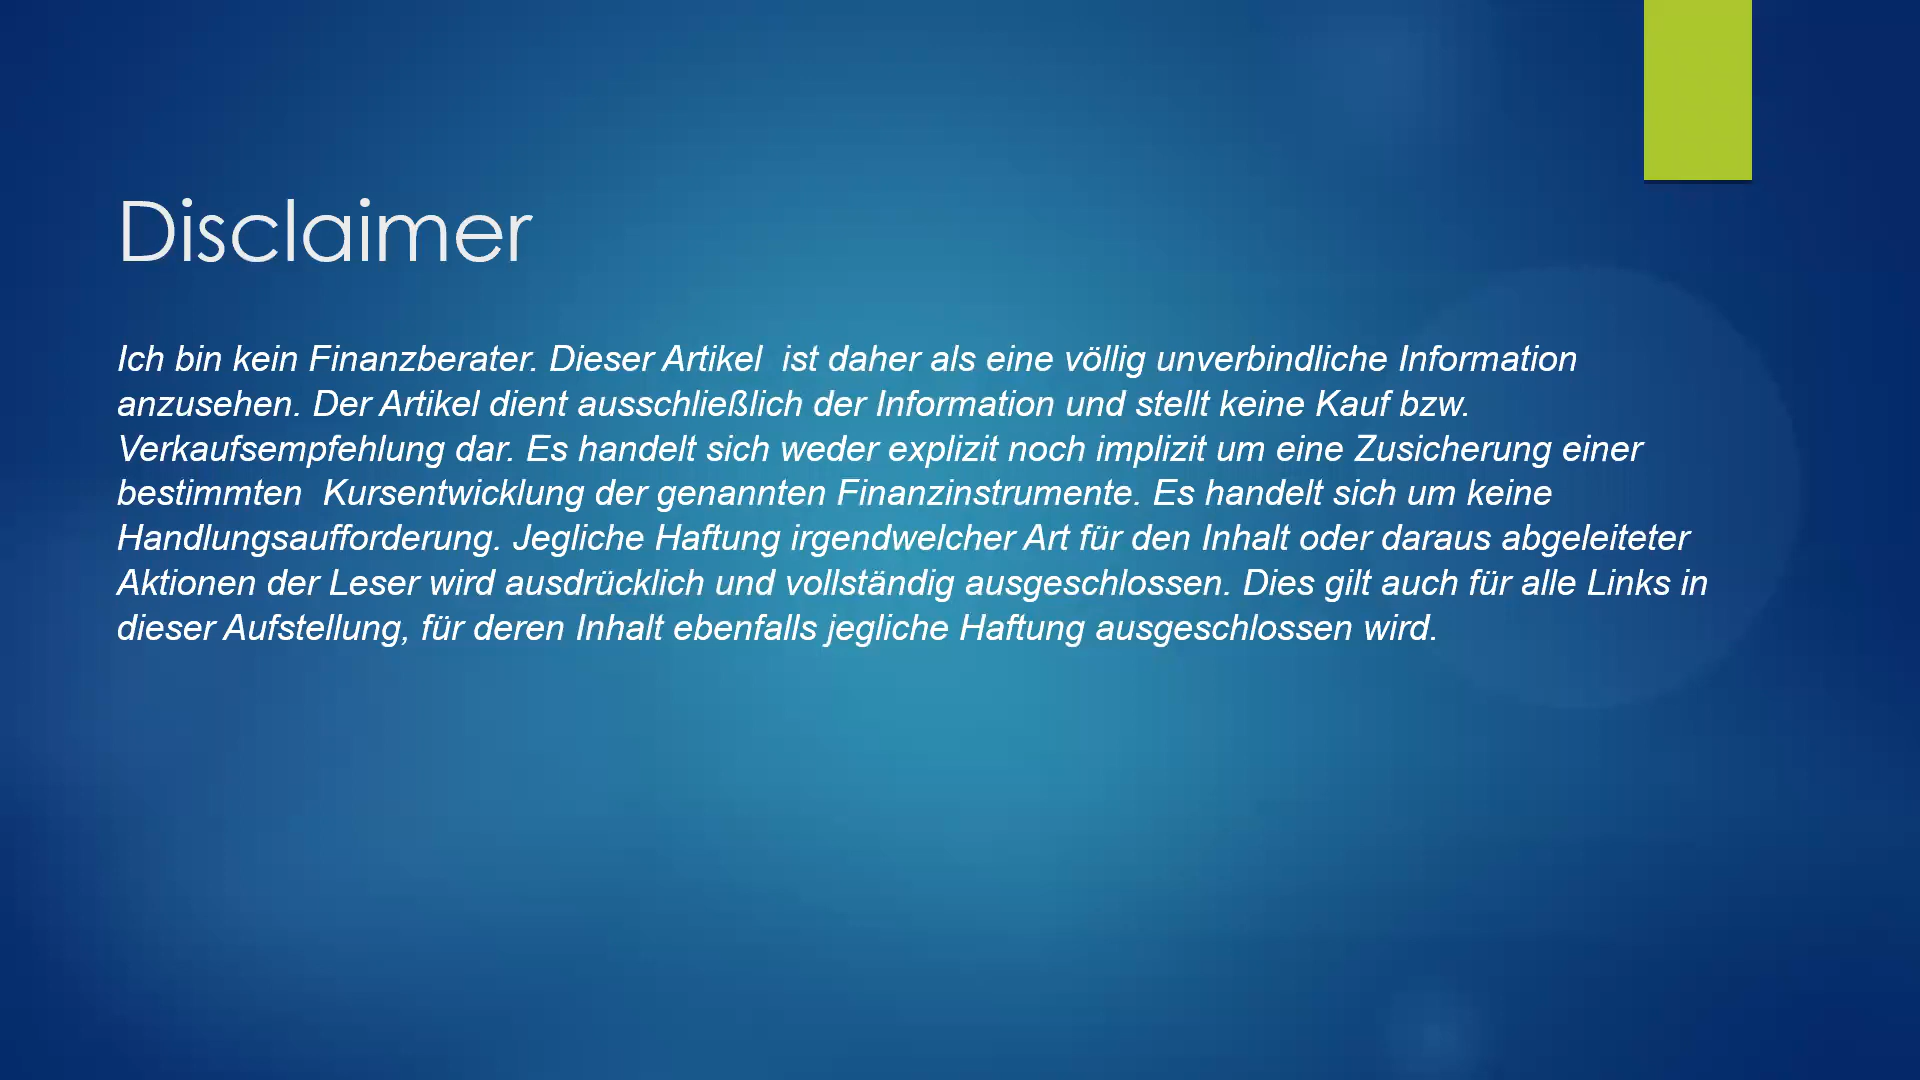 Disclaimer
Ich bin kein Finanzberater. Dieser Artikel  ist daher als eine völlig unverbindliche Information
anzusehen. Der Artikel dient ausschließlich der Information und stellt keine Kauf bzw.
Verkaufsempfehlung dar. Es handelt sich weder explizit noch implizit um eine Zusicherung einer
bestimmten  Kursentwicklung der genannten Finanzinstrumente. Es handelt sich um keine
Handlungsaufforderung. Jegliche Haftung irgendwelcher Art für den Inhalt oder daraus abgeleiteter
Aktionen der Leser wird ausdrücklich und vollständig ausgeschlossen. Dies gilt auch für alle Links in
dieser Aufstellung, für deren Inhalt ebenfalls jegliche Haftung ausgeschlossen wird.